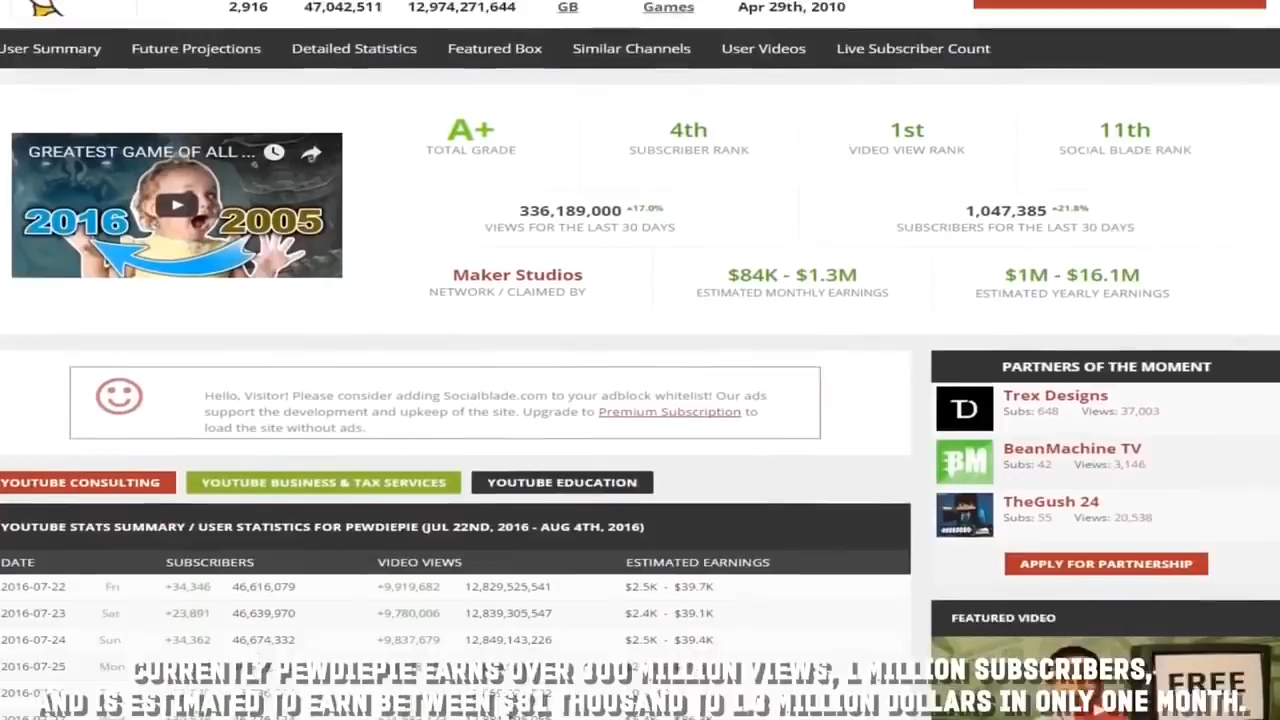 2,916 47,042,511 12,974,271,644 GB Games Apr 29th, 2010
User Summary Future Projections Detailed Statistics Featured Box Similar Channels User Videos Live Subscriber Count
GREATEST GAME OF ALL ...
2016 2005
A+ 4th 1st 11th
TOTAL GRADE SUBSCRIBER RANK VIDEO VIEW RANK SOCIAL BLADE RANK
336,189,000 +17.0% 1,047,385 +21.8%
VIEWS FOR THE LAST 30 DAYS SUBSCRIBERS FOR THE LAST 30 DAYS
Maker Studios $84K - $1.3M $1M - $16.1M
NETWORK / CLAIMED BY ESTIMATED MONTHLY EARNINGS ESTIMATED YEARLY EARNINGS
Hello, Visitor! Please consider adding Socialblade.com to your adblock whitelist! Our ads
support the development and upkeep of the site. Upgrade to Premium Subscription to
load the site without ads.
PARTNERS OF THE MOMENT
TD
Trex Designs
Subs: 648 Views: 37,003
BM
BeanMachine TV
Subs: 42 Views: 3,146
TheGush 24
Subs: 55 Views: 20,538
APPLY FOR PARTNERSHIP
YOUTUBE CONSULTING YOUTUBE BUSINESS & TAX SERVICES YOUTUBE EDUCATION
YOUTUBE STATS SUMMARY / USER STATISTICS FOR PEWDIEPIE (JUL 22ND, 2016 - AUG 4TH, 2016)
DATE SUBSCRIBERS VIDEO VIEWS ESTIMATED EARNINGS
2016-07-22 Fri +34,346 46,616,079 +9,919,682 12,829,525,541 $2.5K - $39.7K
2016-07-23 Sat +23,891 46,639,970 +9,780,006 12,839,305,547 $2.4K - $39.1K
2016-07-24 Sun +34,362 46,674,332 +9,837,679 12,849,143,226 $2.5K - $39.4K
2016-07-25 Mon
FEATURED VIDEO
FREE
CURRENTLY PEWDIEPIE EARNS OVER 300 MILLION VIEWS, 1 MILLION SUBSCRIBERS,
AND IS ESTIMATED TO EARN BETWEEN $81 THOUSAND TO 1.3 MILLION DOLLARS IN ONLY ONE MONTH.